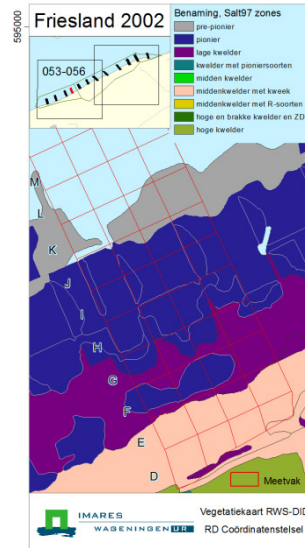 595000
Friesland 2002
053-056
Benaming, Salt97 zones
pre-pionier
pionier
lage kwelder
kwelder met pioniersoorten
midden kwelder
middenkwelder met kweek
middenkwelder met R-soorten
hoge en brakke kwelder en ZD
hoge kwelder
M
L
K
J
I
H
G
F
E
D
Meetvak
IMARES
WAGENINGEN UR
Vegetatiekaart RWS-DID
RD Coördinatenstelsel